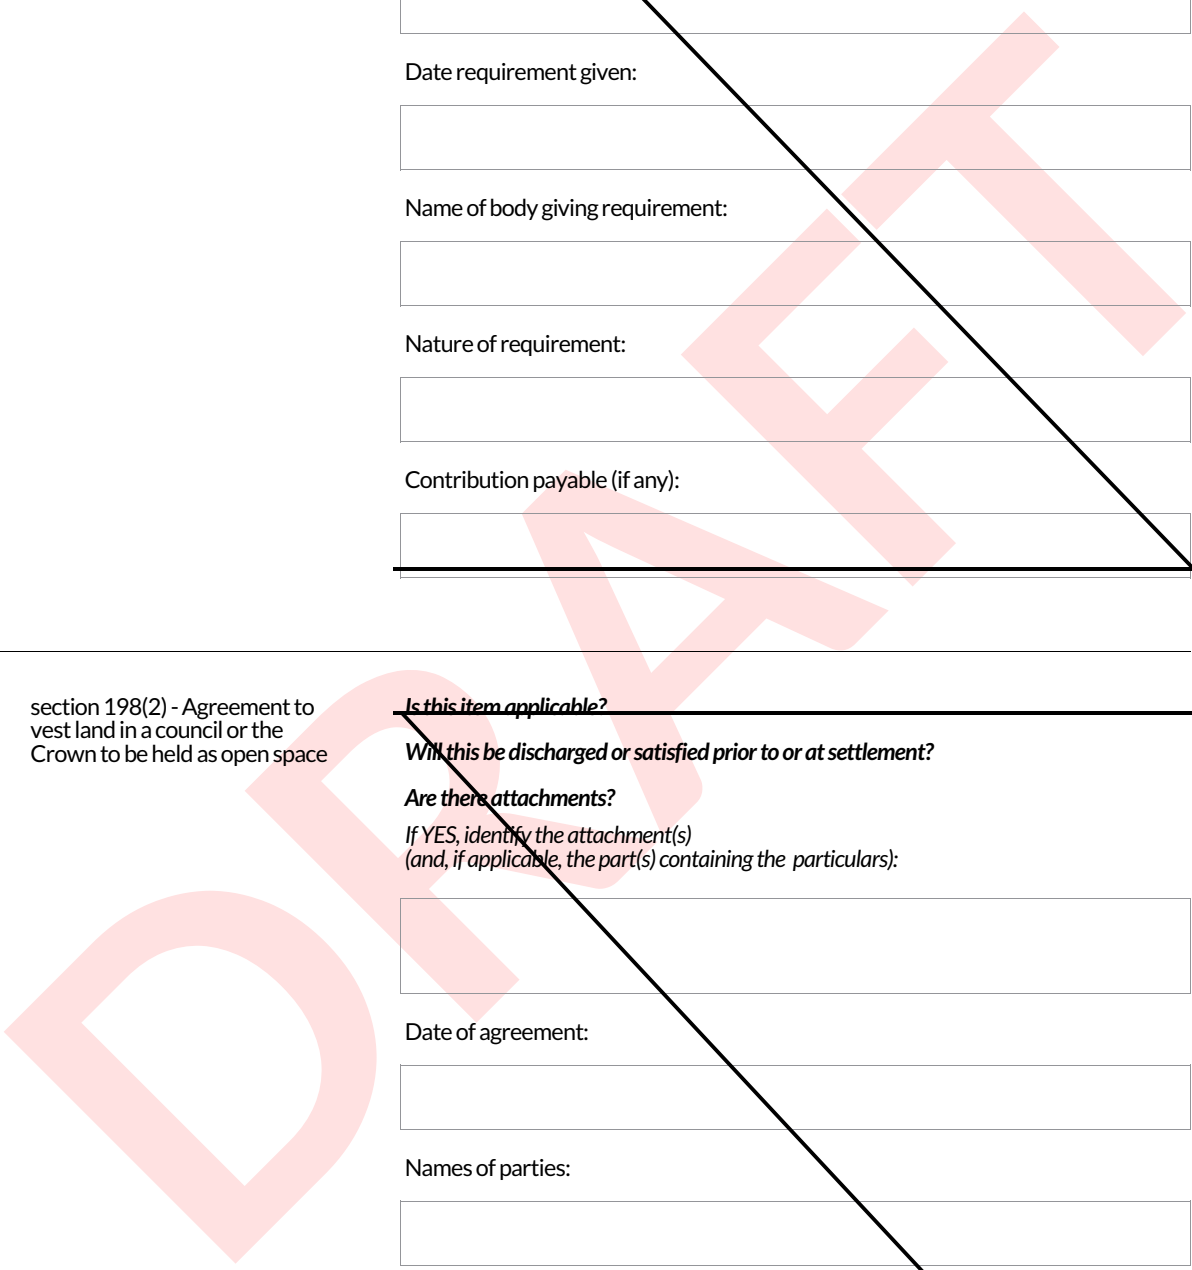 Date requirement given:
Name of body giving requirement:
Nature of requirement:
Contribution payable (if any):
section 198(2) - Agreement to
vest land in a council or the
Crown to be held as open space
Is this item applicable?
Will this be discharged or satisfied prior to or at settlement?
Are there attachments?
If YES, identify the attachment(s)
(and, if applicable, the part(s) containing the particulars):
Date of agreement:
Names of parties:
DRAFT